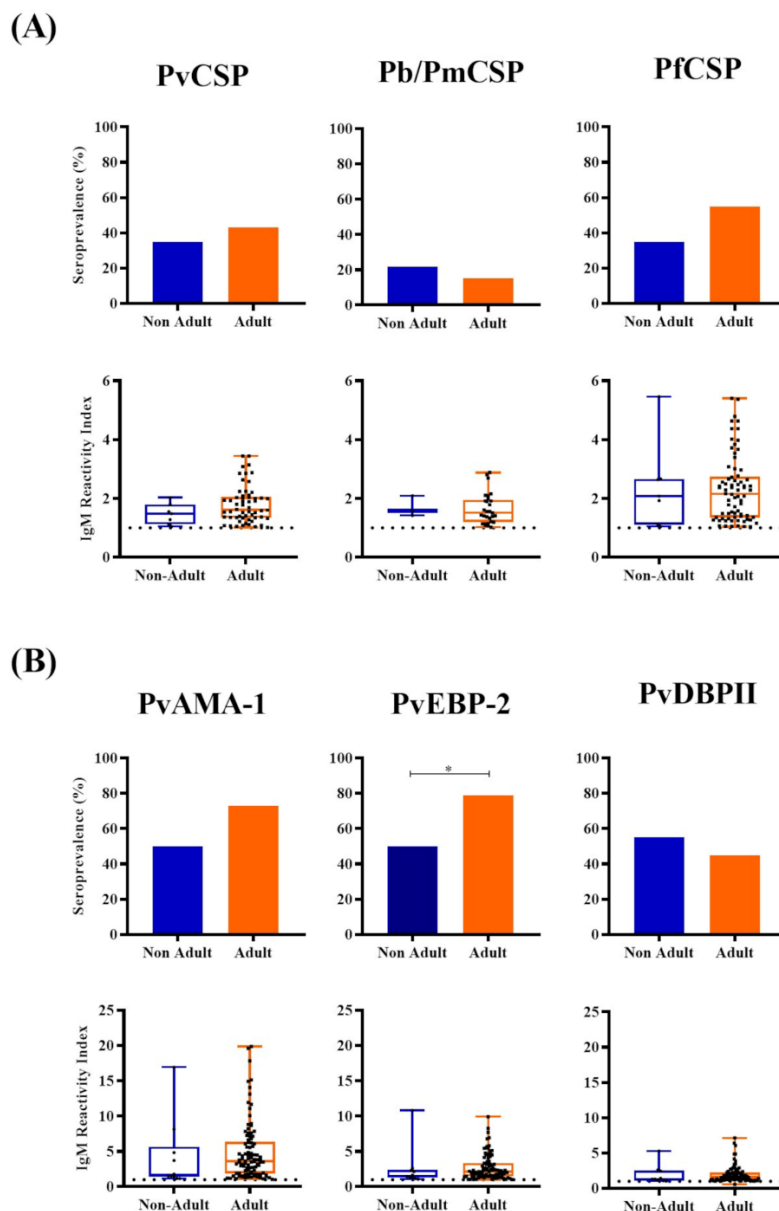 (A)
PvCSP Pb/PmCSP PfCSP
Seroprevalence (%)
100 100 100
80 80 80
60 60 60
40 40 40
20 20 20
0 0 0
Non Adult Adult Non Adult Adult Non Adult Adult
IgM Reactivity Index
6 6 6
4 4 4
2 2 2
0 0 0
Non-Adult Adult Non-Adult Adult Non-Adult Adult
(B)
PvAMA-1 PvEBP-2 PvDBPII
Seroprevalence (%)
100 100 100
*
80 80 80
60 60 60
40 40 40
20 20 20
0 0 0
Non Adult Adult Non Adult Adult Non Adult Adult
IgM Reactivity Index
25 25 25
20 20 20
15 15 15
10 10 10
5 5 5
0 0 0
Non-Adult Adult Non-Adult Adult Non-Adult Adult